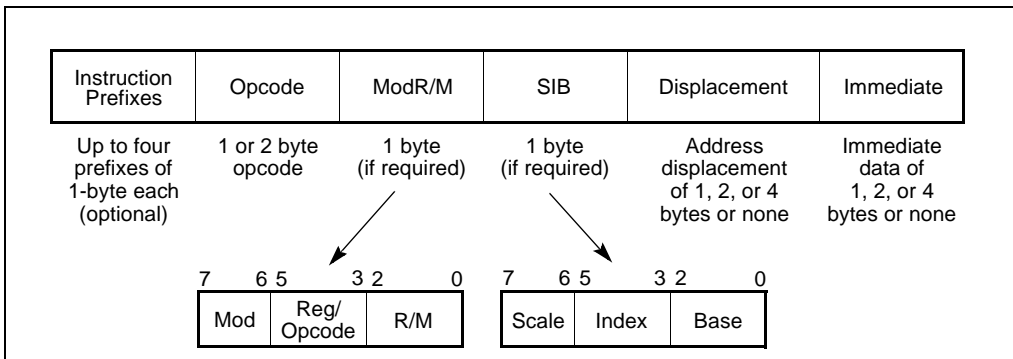 Instruction Prefixes
Opcode
ModR/M
SIB
Displacement
Immediate
Up to four prefixes of 1-byte each (optional)
1 or 2 byte opcode
1 byte (if required)
1 byte (if required)
Address displacement of 1, 2, or 4 bytes or none
Immediate data of 1, 2, or 4 bytes or none
7 6 5 3 2 0
Mod
Reg/ Opcode
R/M
7 6 5 3 2 0
Scale
Index
Base